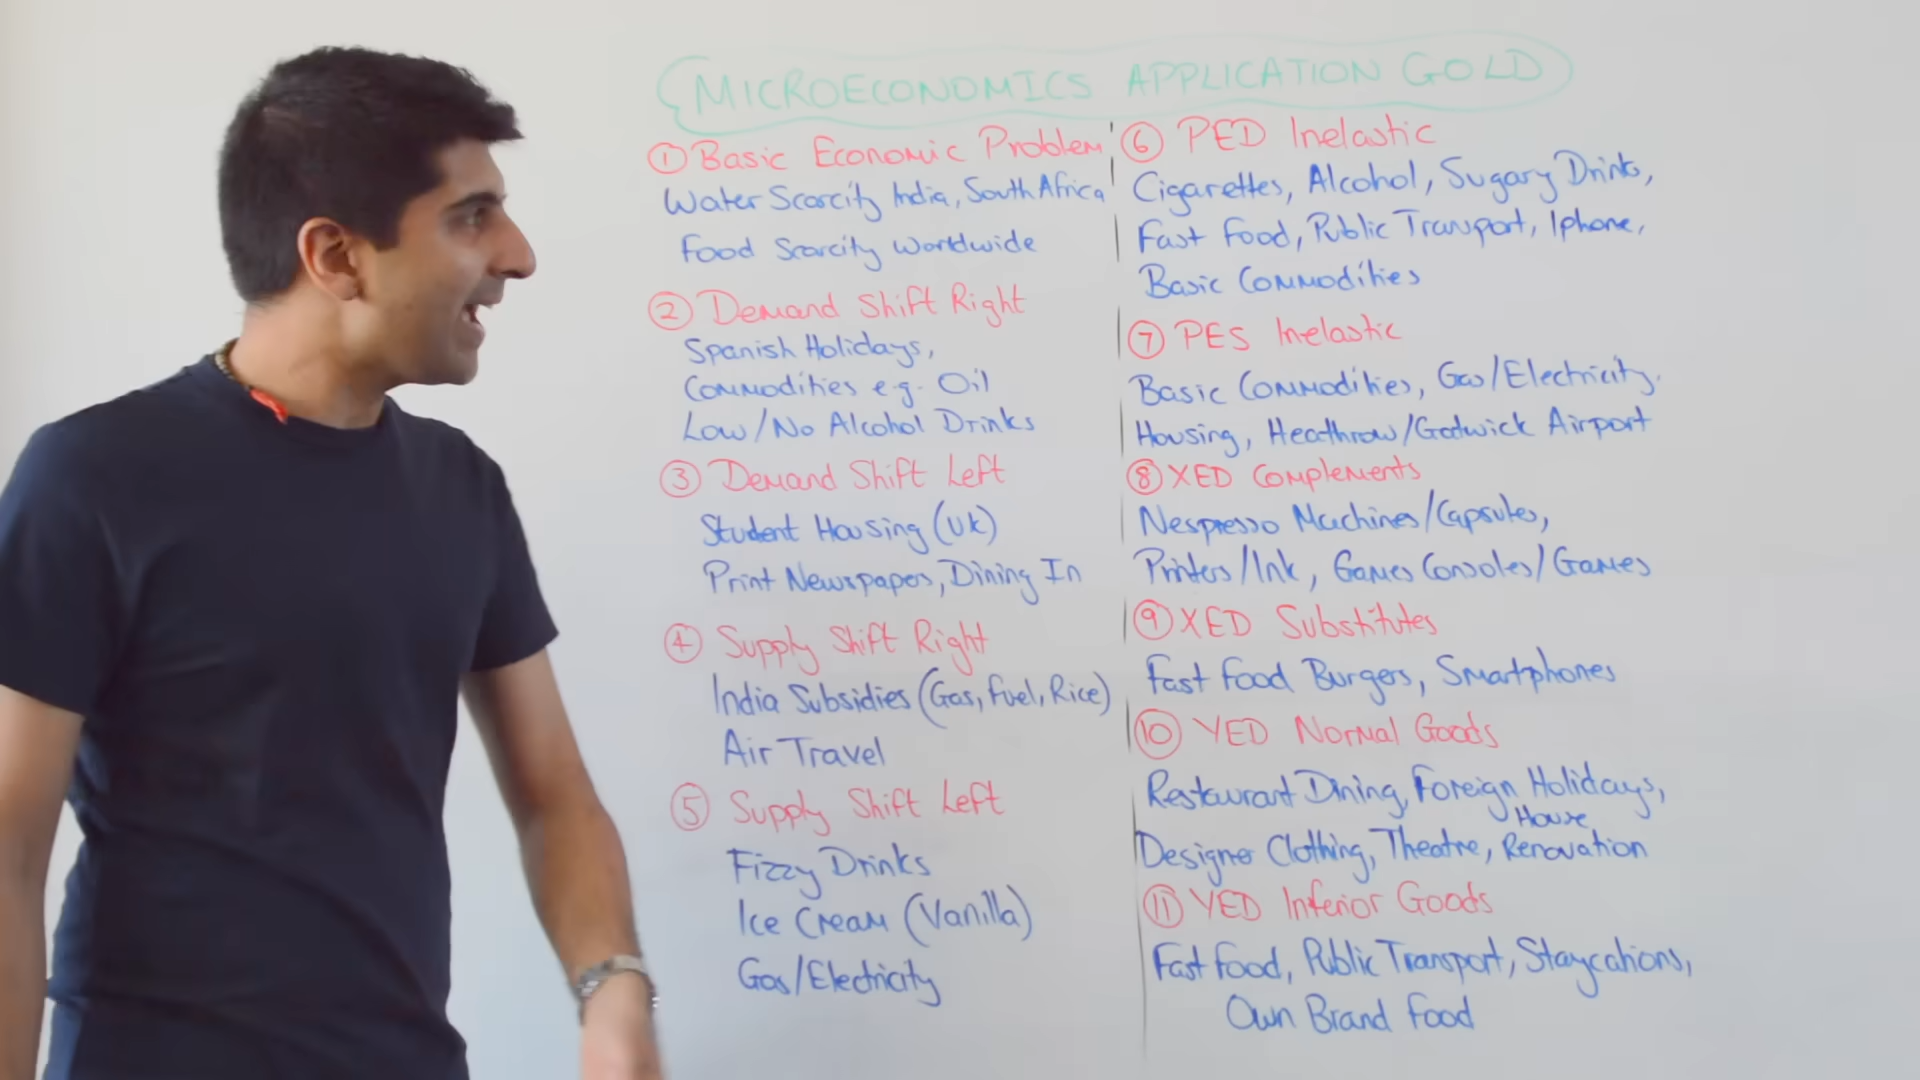 MICROECONOMICS APPLICATION GOLD
① Basic Economic Problem
Water Scarcity India, South Africa
Food Scarcity Worldwide
② Demand Shift Right
Spanish Holidays,
Commodities e.g. Oil
Low/No Alcohol Drinks
③ Demand Shift Left
Student Housing (UK)
Print Newspapers, Dining In
④ Supply Shift Right
India Subsidies (Gas, Fuel, Rice)
Air Travel
⑤ Supply Shift Left
Fizzy Drinks
Ice Cream (Vanilla)
Gas/Electricity
⑥ PED Inelastic
Cigarettes, Alcohol, Sugary Drinks,
Fast Food, Public Transport, Iphone,
Basic Commodities
⑦ PES Inelastic
Basic Commodities, Gas/Electricity,
Housing, Heathrow/Gatwick Airport
⑧ XED Complements
Nespresso Machines/Capsules,
Printers/Ink, Games Consoles/Games
⑨ XED Substitutes
Fast Food Burgers, Smartphones
⑩ YED Normal Goods
Restaurant Dining, Foreign Holidays,
House
Designer Clothing, Theatre, Renovation
⑪ YED Inferior Goods
Fast Food, Public Transport, Staycations,
Own Brand Food